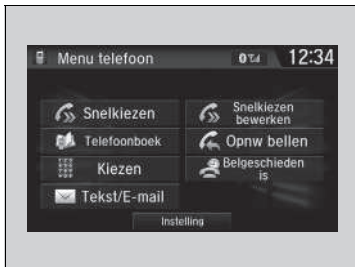 Menu telefoon 12:34
Snelkiezen
Snelkiezen
bewerken
Telefoonboek
Opnw bellen
Kiezen
Belgeschieden
is
Tekst/E-mail
Instelling